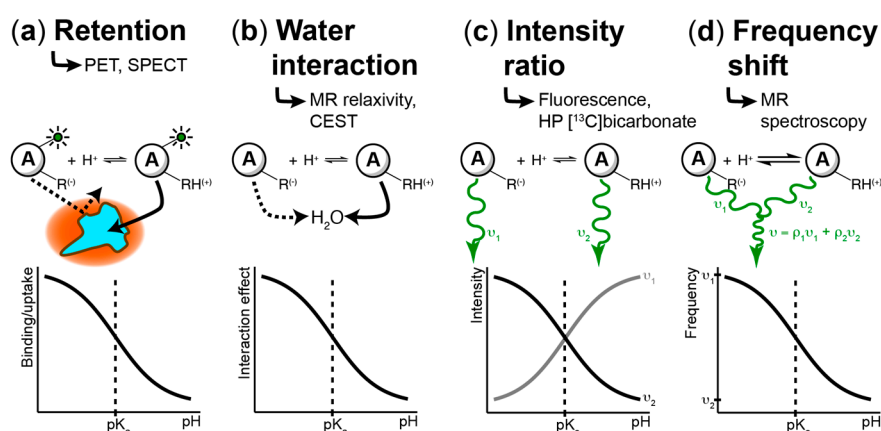 (a) Retention
PET, SPECT
A + H⁺ ⇌ A
R⁽⁻⁾
RH⁽⁺⁾
Binding/uptake
pKₐ
pH
(b) Water
interaction
MR relaxivity,
CEST
A + H⁺ ⇌ A
R⁽⁻⁾
RH⁽⁺⁾
H₂O
Interaction effect
pKₐ
pH
(c) Intensity
ratio
Fluorescence,
HP [¹³C]bicarbonate
A + H⁺ ⇌ A
R⁽⁻⁾
RH⁽⁺⁾
υ₁
υ₂
Intensity
υ₁
υ₂
pKₐ
pH
(d) Frequency
shift
MR
spectroscopy
A + H⁺ ⇌ A
R⁽⁻⁾
RH⁽⁺⁾
υ₁
υ₂
υ = ρ₁υ₁ + ρ₂υ₂
υ₁
Frequency
υ₂
pKₐ
pH